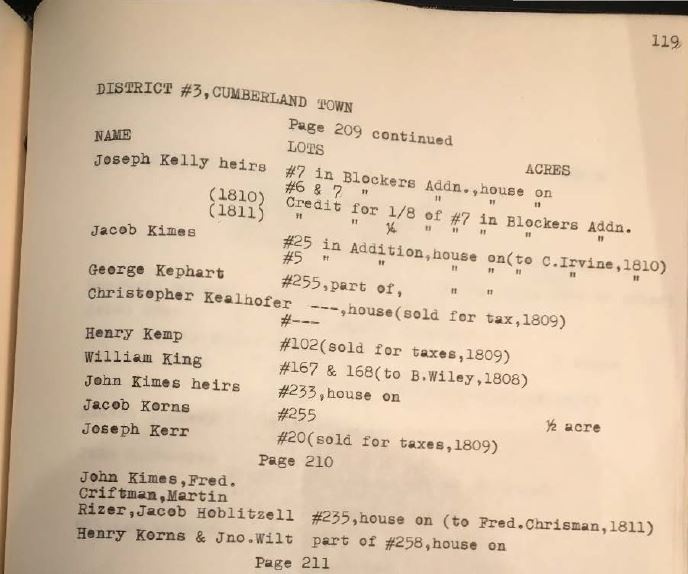 119
DISTRICT #3,CUMBERLAND TOWN
Page 209 continued
NAME LOTS ACRES
Joseph Kelly heirs #7 in Blockers Addn.,house on
#6 & 7 " " " "
(1810) Credit for 1/8 of #7 in Blockers Addn.
(1811) " " ¼ " " " " "
Jacob Kimes #25 in Addition,house on(to C.Irvine,1810)
#5 " " " " " " "
George Kephart #255,part of, " "
Christopher Kealhofer ---,house(sold for tax,1809)
#---
Henry Kemp #102(sold for taxes,1809)
William King #167 & 168(to B.Wiley,1808)
John Kimes heirs #233,house on
Jacob Korns #255 ½ acre
Joseph Kerr #20(sold for taxes,1809)
Page 210
John Kimes,Fred.
Criftman,Martin
Rizer,Jacob Hoblitzell #235,house on (to Fred.Chrisman,1811)
Henry Korns & Jno.Wilt part of #258,house on
Page 211